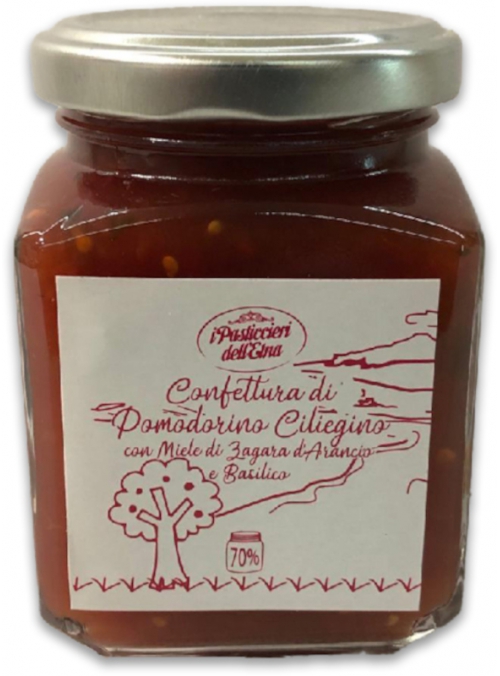 i Pasticcieri
dell'Etna
Confettura di
Pomodorino Ciliegino
con Miele di Zagara d'Arancio
e Basilico
70%